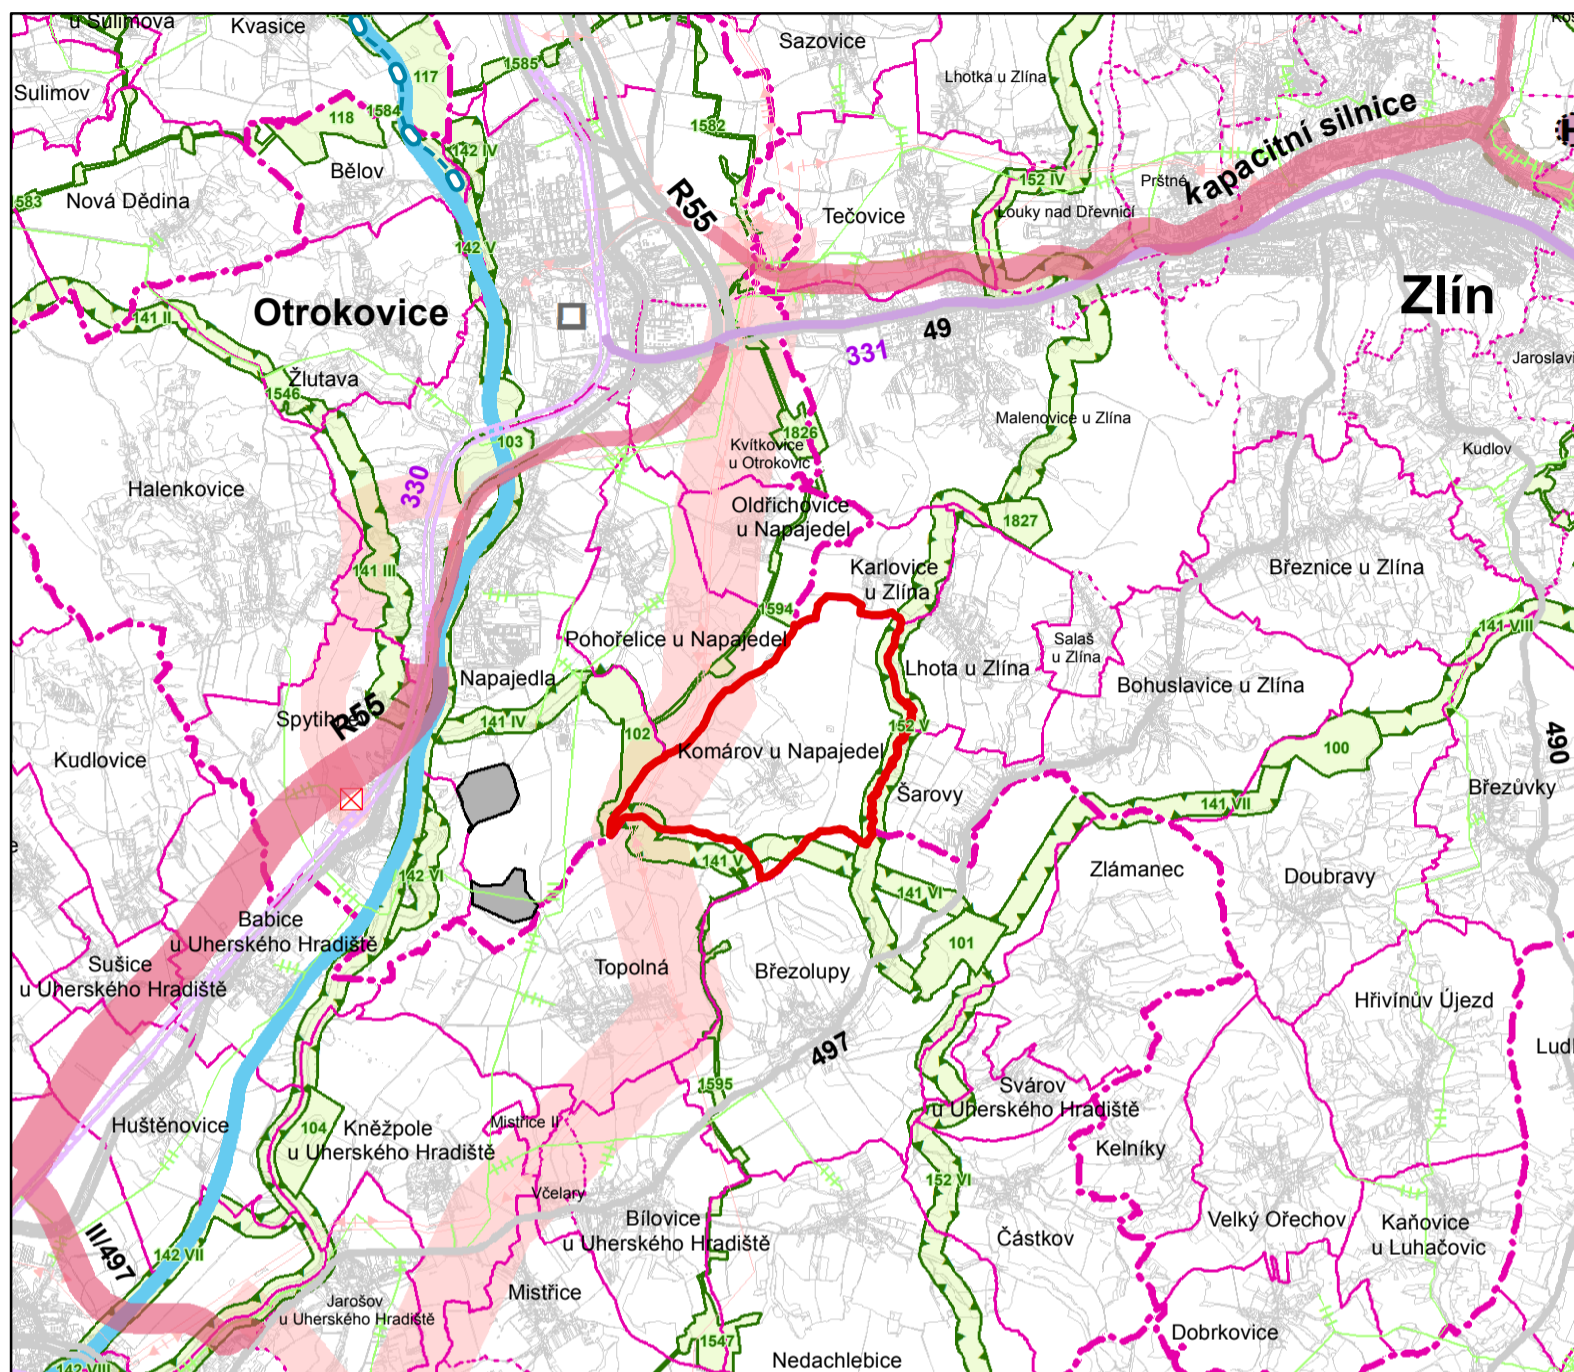 u Sulimova
Kvasice
Sazovice
Sulimov
117
1585
Lhotka u Zlína
118
1584
1582
142 IV
Bělov
kapacitní silnice
H
583
Nová Dědina
R55
Tečovice
152 IV
Prštné
Louky nad Dřevnicí
142 V
Otrokovice
141 II
Zlín
49
331
Žlutava
1546
Jaroslavi
Malenovice u Zlína
1826
Kvítkovice
u Otrokovic
103
Kudlov
330
Halenkovice
Oldřichovice
u Napajedel
1827
141 III
Karlovice
u Zlína
Březnice u Zlína
1594
Pohořelice u Napajedel
141 VIII
Salaš
u Zlína
Lhota u Zlína
Napajedla
Bohuslavice u Zlína
R55
141 IV
102
152 V
Komárov u Napajedel
100
490
Kudlovice
Šarovy
Březůvky
141 VII
141 V
142 VI
141 VI
Zlámanec
Doubravy
Babice
u Uherského Hradiště
101
Sušice
u Uherského Hradiště
Topolná
Březolupy
Hřivínův Újezd
497
1595
Svárov
u Uherského Hradiště
Huštěnovice
104
Kněžpole
u Uherského Hradiště
Mistřice II
Kelníky
152 VI
Včelary
Bílovice
u Uherského Hradiště
Velký Ořechov
Kaňovice
u Luhačovic
II/497
142 VII
Částkov
Mistřice
Jarošov
u Uherského Hradiště
1547
Dobrkovice
Nedachlebice
142 VIII